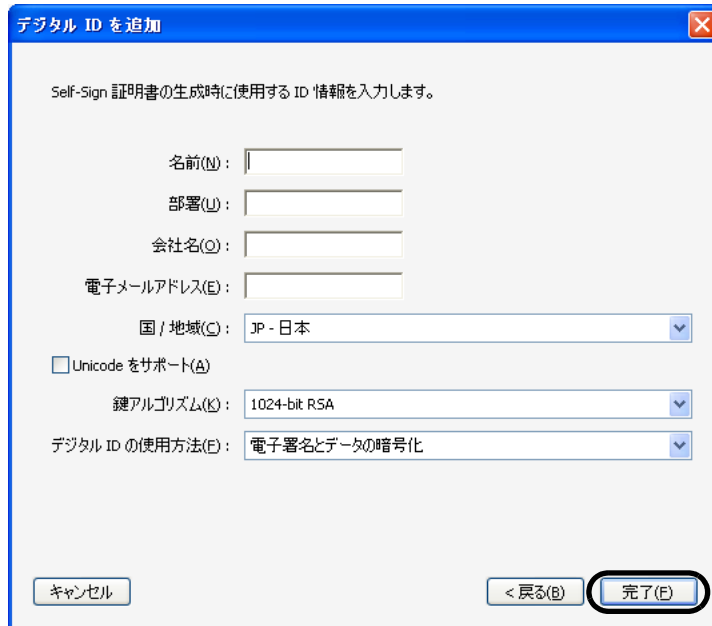 デジタル ID を追加
Self-Sign 証明書の生成時に使用する ID 情報を入力します。
名前(N):
部署(U):
会社名(O):
電子メールアドレス(E):
国 / 地域(C): JP - 日本
Unicode をサポート(A)
鍵アルゴリズム(K): 1024-bit RSA
デジタル ID の使用方法(F): 電子署名とデータの暗号化
キャンセル < 戻る(B) 完了(F)